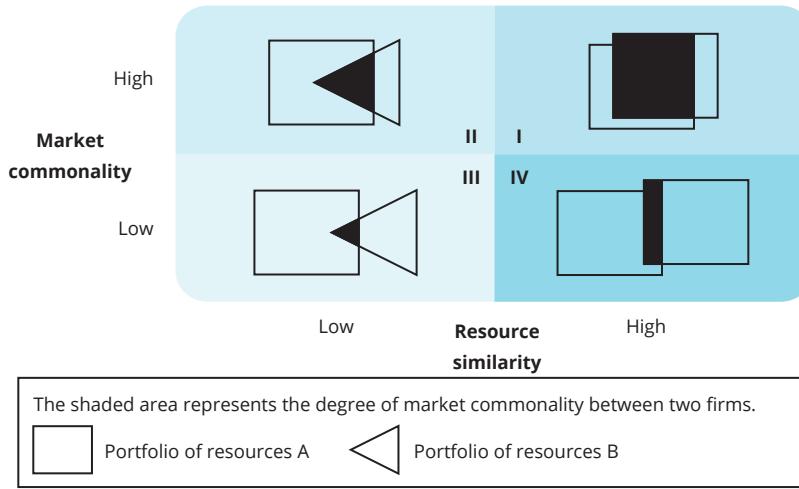 High
Market
commonality
II
I
III
IV
Low
Low
Resource
similarity
High
The shaded area represents the degree of market commonality between two firms.
Portfolio of resources A
Portfolio of resources B